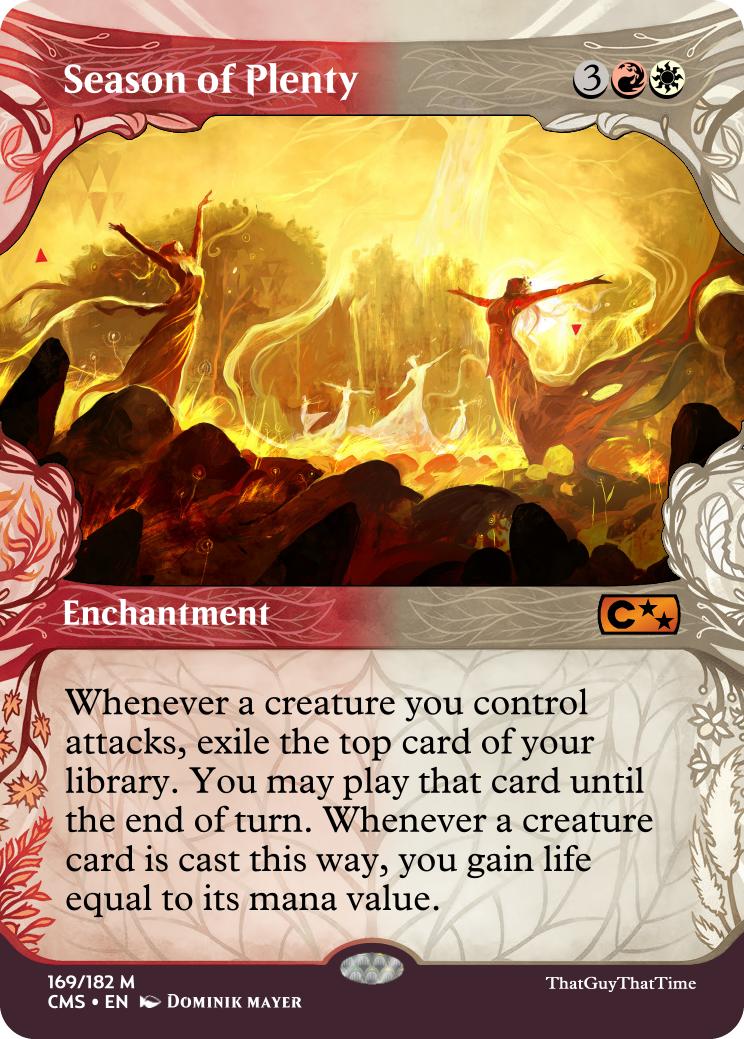 Season of Plenty 3
Enchantment C
Whenever a creature you control
attacks, exile the top card of your
library. You may play that card until
the end of turn. Whenever a creature
card is cast this way, you gain life
equal to its mana value.
169/182 M
CMS • EN DOMINIK MAYER
ThatGuyThatTime